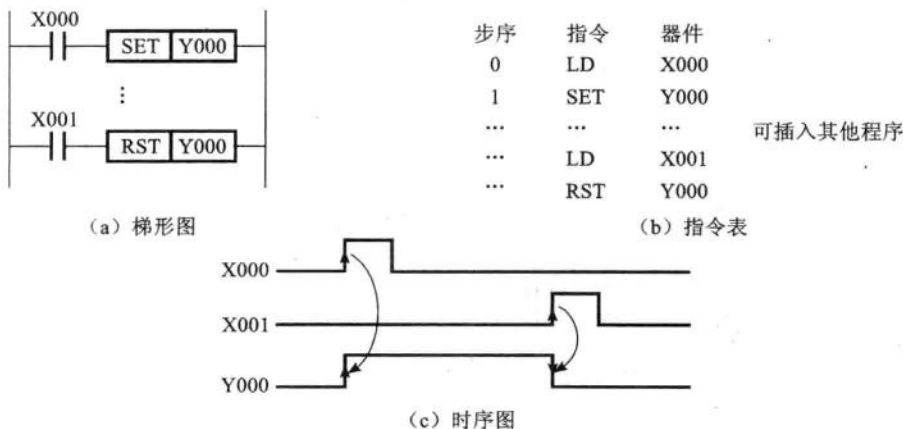 X000
SET Y000
⋮
X001
RST Y000
（a）梯形图
步序 指令 器件
0 LD X000
1 SET Y000
… … …
… LD X001
… RST Y000
可插入其他程序
（b）指令表
X000
X001
Y000
（c）时序图